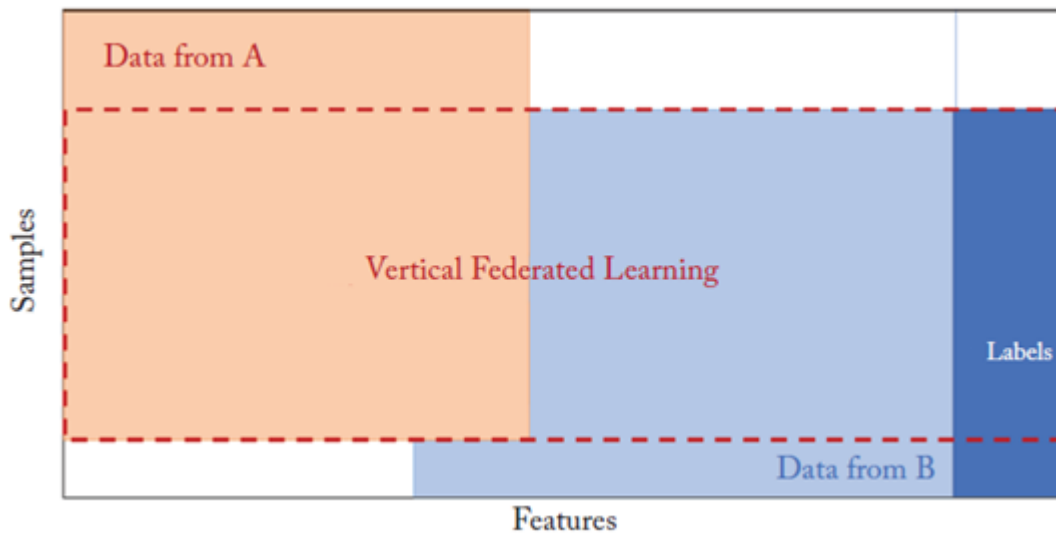 Data from A
Samples
Vertical Federated Learning
Labels
Data from B
Features